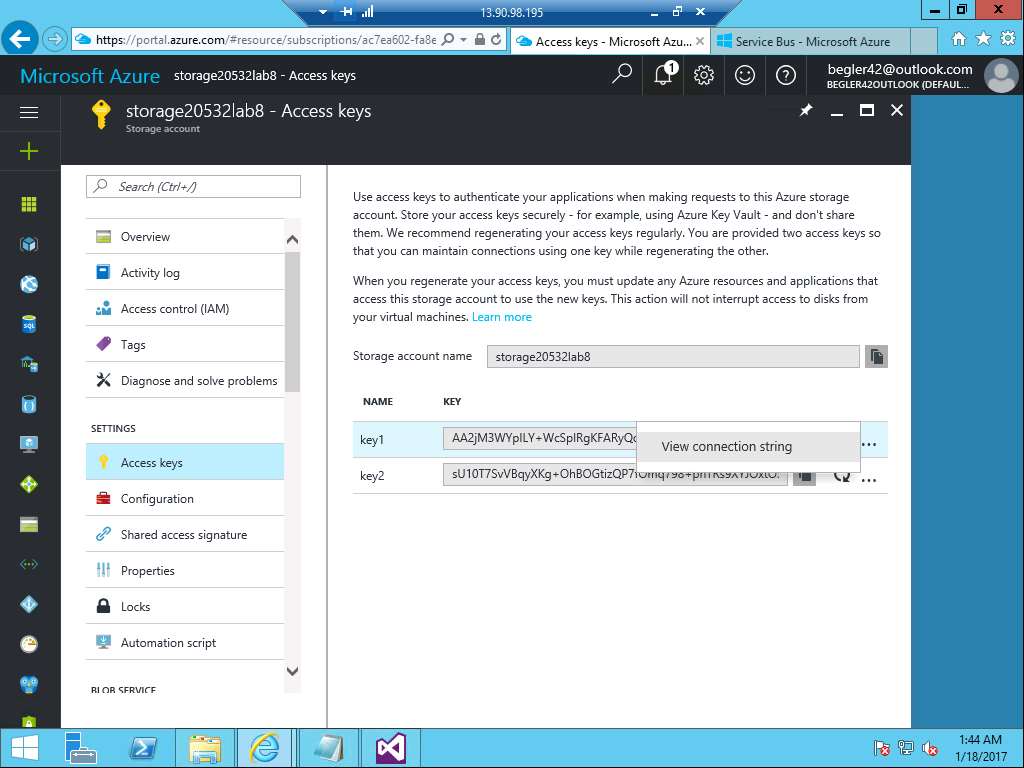 13.90.98.195
https://portal.azure.com/#resource/subscriptions/ac7ea602-fa8e
Access keys - Microsoft Azu...
Service Bus - Microsoft Azure
Microsoft Azure
storage20532lab8 - Access keys
1
begler42@outlook.com
BEGLER42OUTLOOK (DEFAUL...
storage20532lab8 - Access keys
Storage account
Search (Ctrl+/)
Overview
Activity log
Access control (IAM)
Tags
Diagnose and solve problems
SETTINGS
Access keys
Configuration
Shared access signature
Properties
Locks
Automation script
BLOB SERVICE
Use access keys to authenticate your applications when making requests to this Azure storage
account. Store your access keys securely - for example, using Azure Key Vault - and don't share
them. We recommend regenerating your access keys regularly. You are provided two access keys so
that you can maintain connections using one key while regenerating the other.
When you regenerate your access keys, you must update any Azure resources and applications that
access this storage account to use the new keys. This action will not interrupt access to disks from
your virtual machines. Learn more
Storage account name
storage20532lab8
NAME
KEY
key1
View connection string
...
key2
...
1:44 AM
1/18/2017